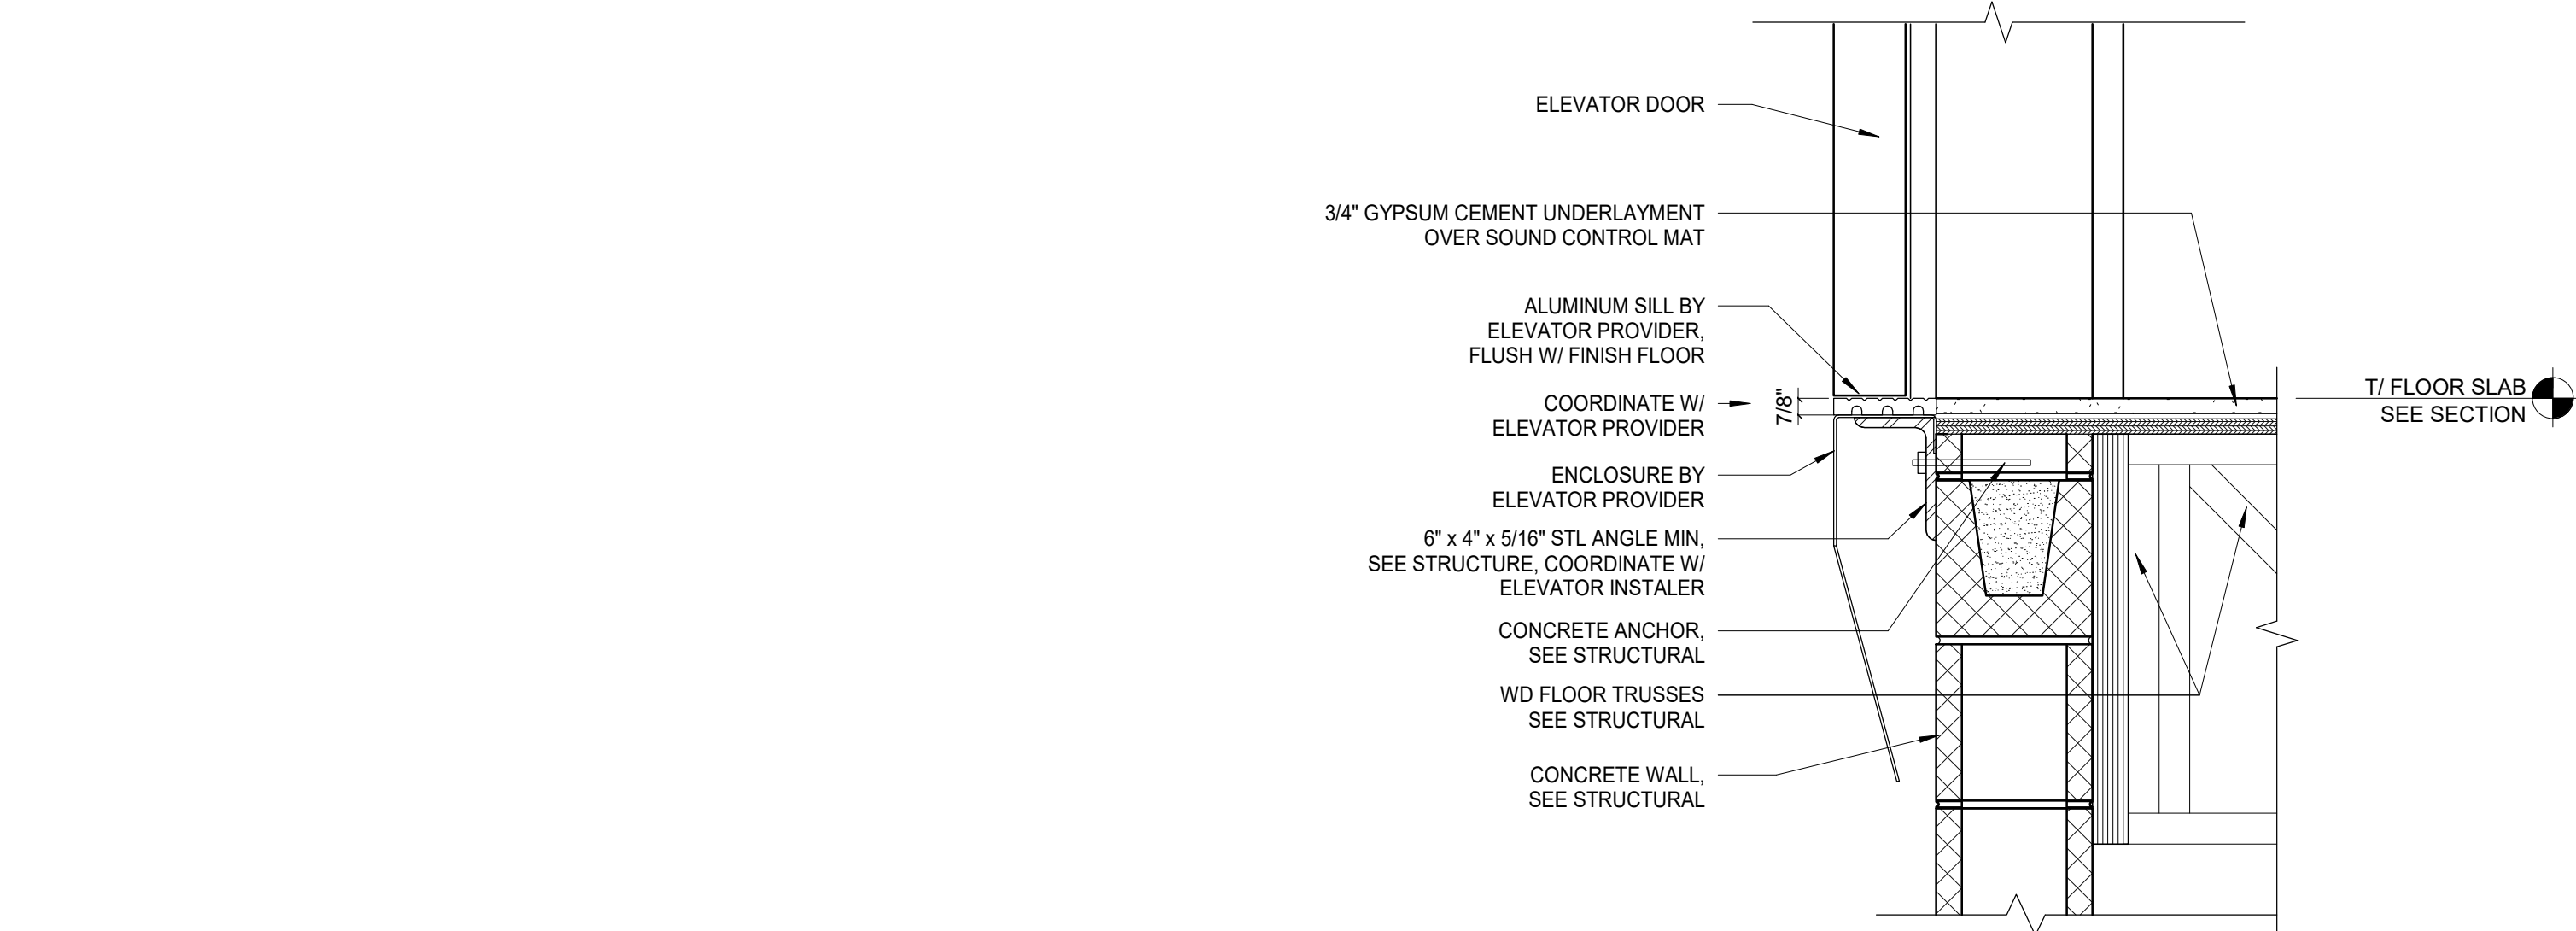 ELEVATOR DOOR
3/4" GYPSUM CEMENT UNDERLAYMENT
OVER SOUND CONTROL MAT
ALUMINUM SILL BY
ELEVATOR PROVIDER,
FLUSH W/ FINISH FLOOR
COORDINATE W/
ELEVATOR PROVIDER
7/8"
T/ FLOOR SLAB
SEE SECTION
ENCLOSURE BY
ELEVATOR PROVIDER
6" x 4" x 5/16" STL ANGLE MIN,
SEE STRUCTURE, COORDINATE W/
ELEVATOR INSTALER
CONCRETE ANCHOR,
SEE STRUCTURAL
WD FLOOR TRUSSES
SEE STRUCTURAL
CONCRETE WALL,
SEE STRUCTURAL